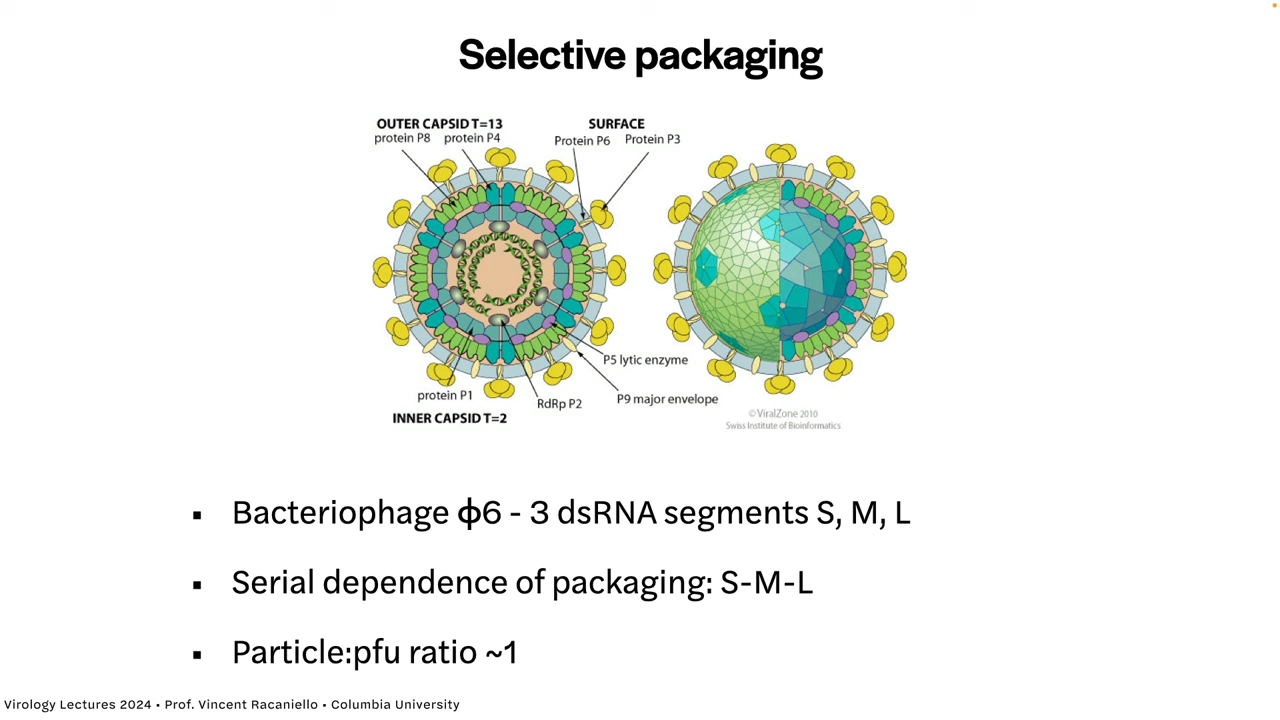 Selective packaging
OUTER CAPSID T=13
protein P8 protein P4
SURFACE
Protein P6 Protein P3
P5 lytic enzyme
protein P1
RdRp P2
P9 major envelope
INNER CAPSID T=2
© ViralZone 2010
Swiss Institute of Bioinformatics
▪ Bacteriophage ϕ6 - 3 dsRNA segments S, M, L
▪ Serial dependence of packaging: S-M-L
▪ Particle:pfu ratio ~1
Virology Lectures 2024 • Prof. Vincent Racaniello • Columbia University